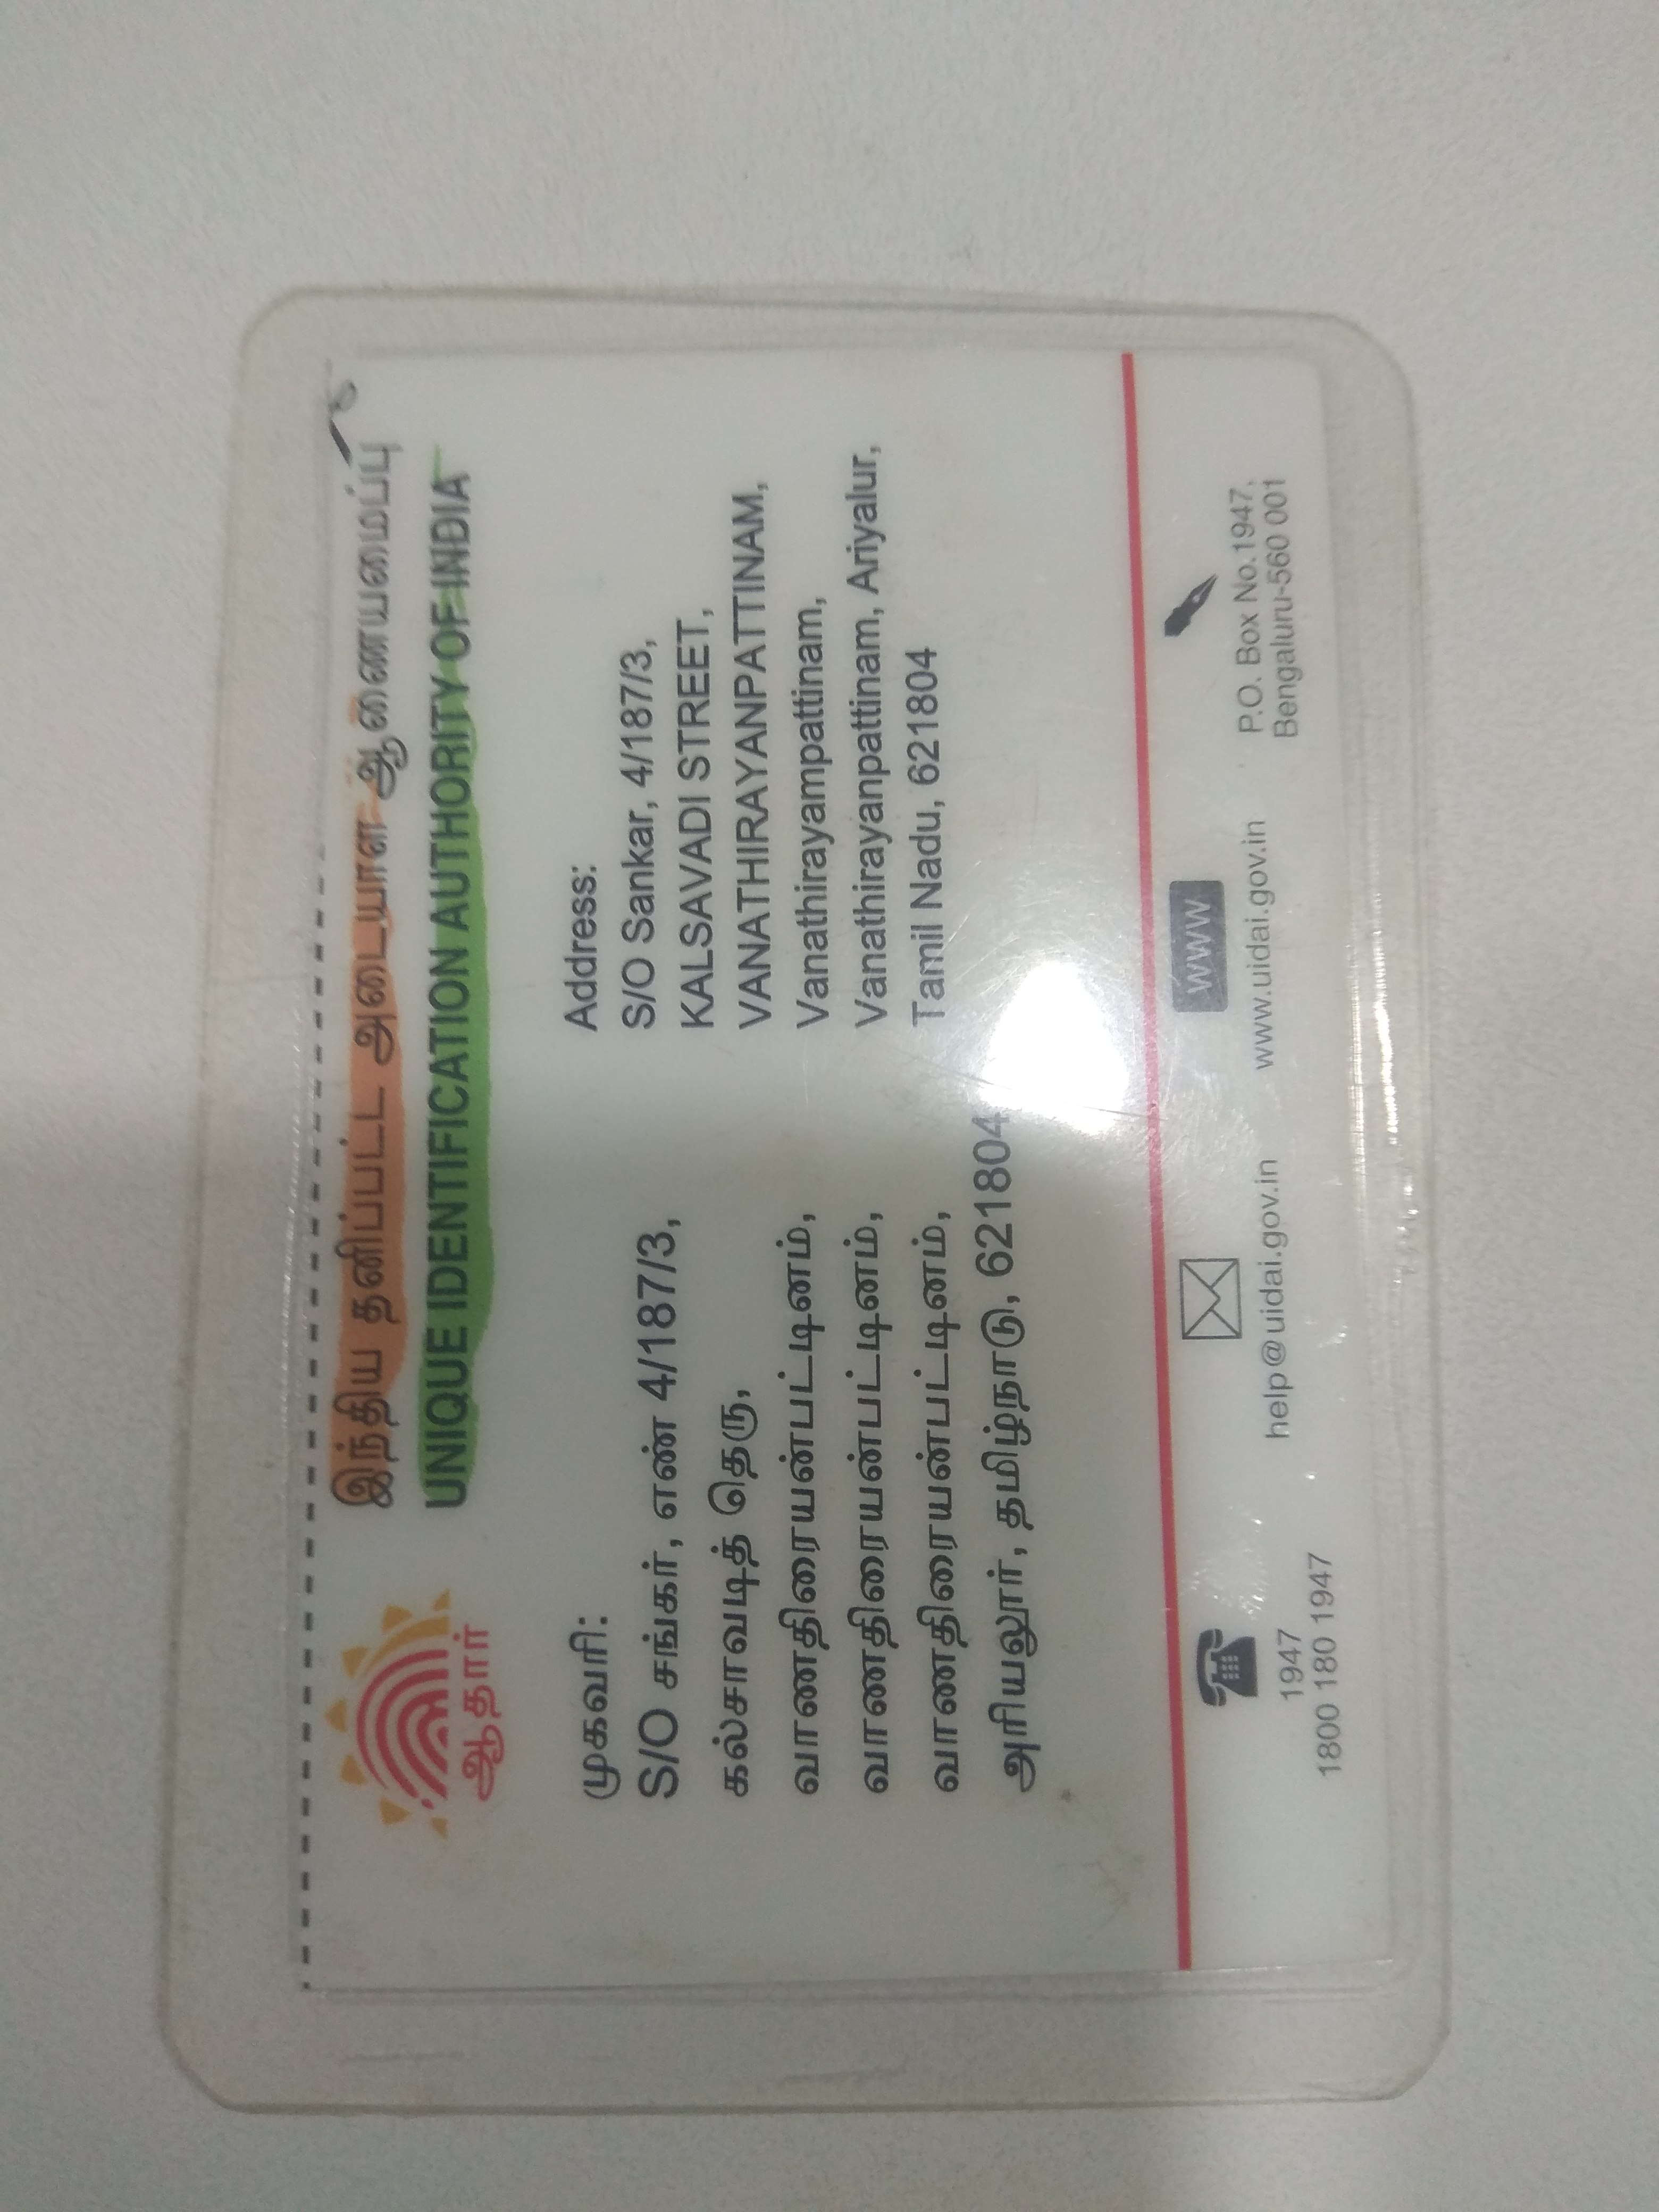 இந்திய தனிப்பட்ட அடையாள ஆணையமைப்பு
UNIQUE IDENTIFICATION AUTHORITY OF INDIA
ஆதார்
முகவரி:
S/O சங்கர், எண் 4/187/3,
கல்சாவடித் தெரு,
வாணதிரையன்பட்டினம்,
வாணதிரையன்பட்டினம்,
வாணதிரையன்பட்டினம்,
அரியலூர், தமிழ்நாடு, 621804
Address:
S/O Sankar, 4/187/3,
KALSAVADI STREET,
VANATHIRAYANPATTINAM,
Vanathirayampattinam,
Vanathirayanpattinam, Ariyalur,
Tamil Nadu, 621804
1947
1800 180 1947
help@uidai.gov.in
WWW
www.uidai.gov.in
P.O. Box No.1947,
Bengaluru-560 001